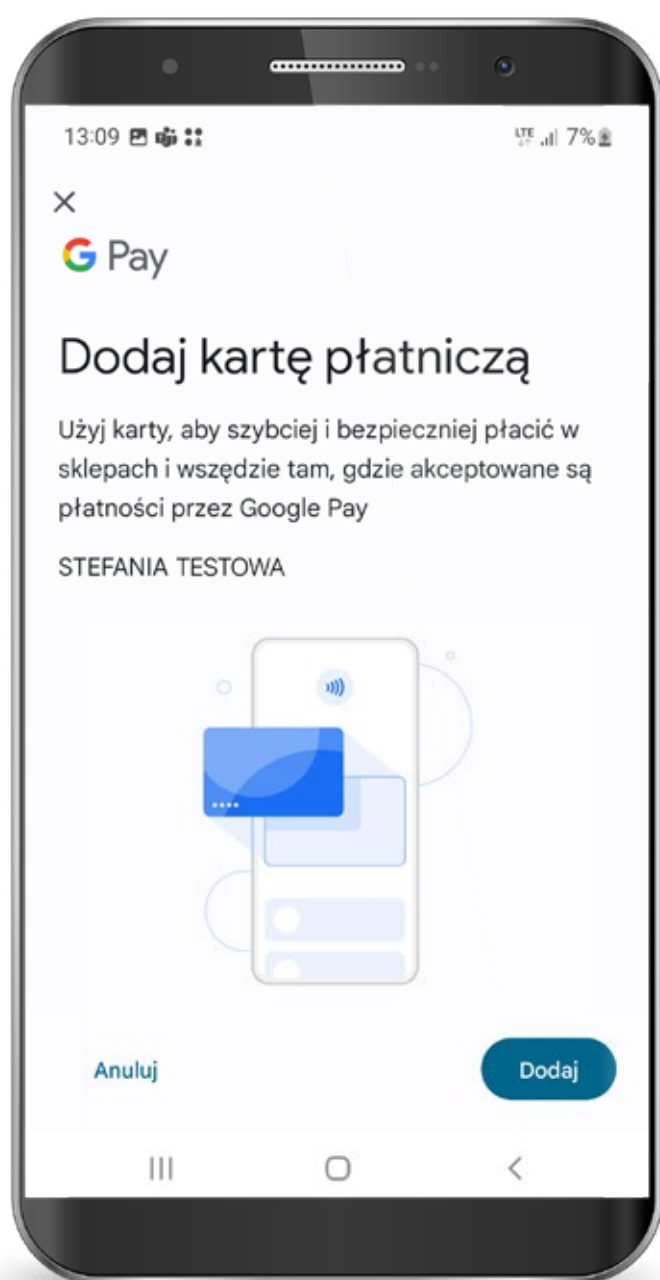 13:09 LTE 7%
G Pay
Dodaj kartę płatniczą
Użyj karty, aby szybciej i bezpieczniej płacić w
sklepach i wszędzie tam, gdzie akceptowane są
płatności przez Google Pay
STEFANIA TESTOWA
Anuluj Dodaj